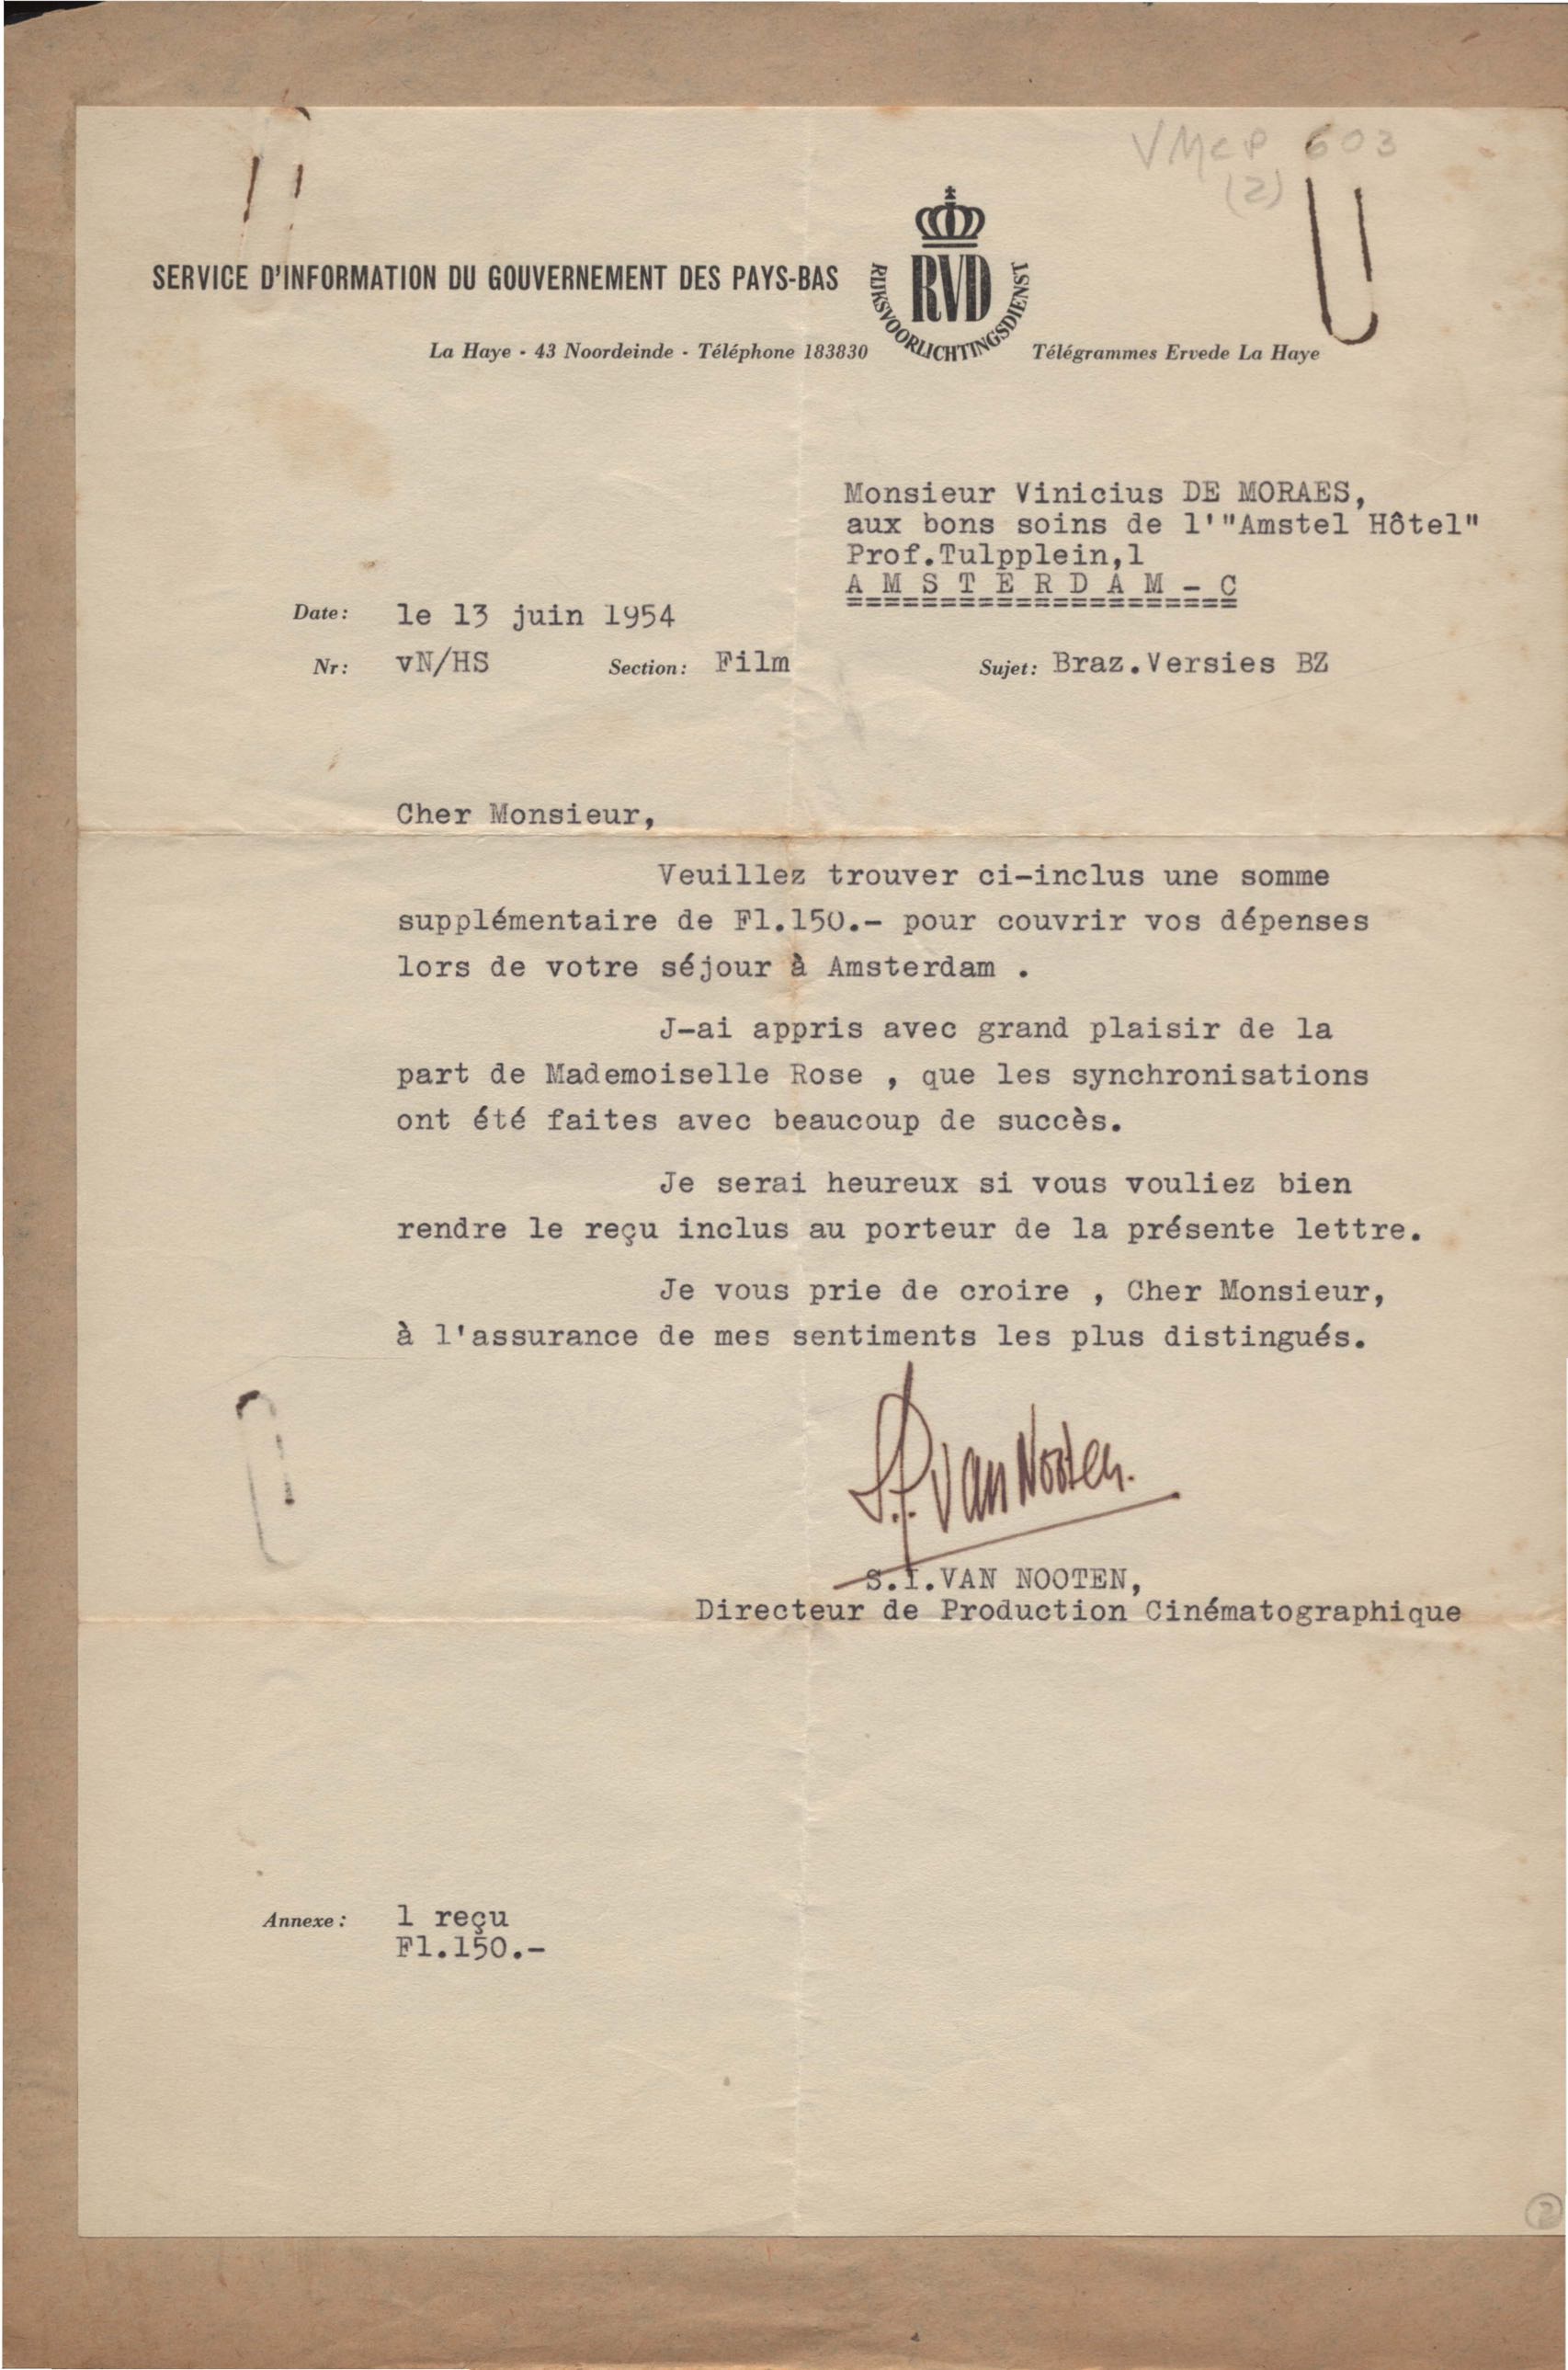 VMcP 603
(2)
SERVICE D'INFORMATION DU GOUVERNEMENT DES PAYS-BAS
RVD
RIJKSVOORLICHTINGSDIENST
La Haye - 43 Noordeinde - Téléphone 183830
Télégrammes Ervede La Haye
Monsieur Vinicius DE MORAES,
aux bons soins de l'"Amstel Hôtel"
Prof.Tulpplein,1
A M S T E R D A M - C
Date: le 13 juin 1954
Nr: vN/HS Section: Film Sujet: Braz.Versies BZ
Cher Monsieur,
Veuillez trouver ci-inclus une somme
supplémentaire de Fl.150.- pour couvrir vos dépenses
lors de votre séjour à Amsterdam .
J-ai appris avec grand plaisir de la
part de Mademoiselle Rose , que les synchronisations
ont été faites avec beaucoup de succès.
Je serai heureux si vous vouliez bien
rendre le reçu inclus au porteur de la présente lettre.
Je vous prie de croire , Cher Monsieur,
à l'assurance de mes sentiments les plus distingués.
S.I. van Nooten.
S.I.VAN NOOTEN,
Directeur de Production Cinématographique
Annexe: 1 reçu
Fl.150.-
2